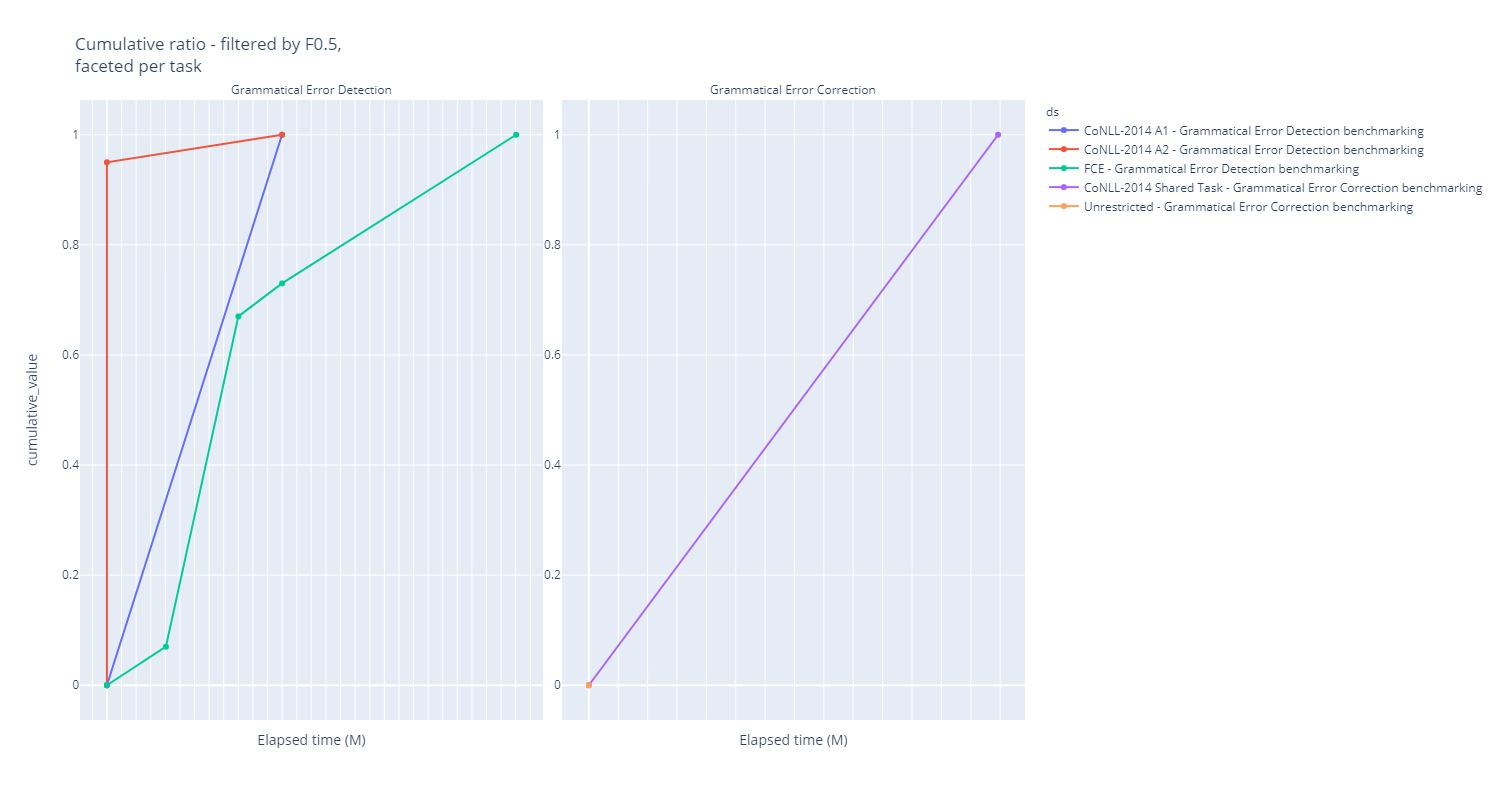 Cumulative ratio - filtered by F0.5,
faceted per task
Grammatical Error Detection
Grammatical Error Correction
ds
CoNLL-2014 A1 - Grammatical Error Detection benchmarking
CoNLL-2014 A2 - Grammatical Error Detection benchmarking
FCE - Grammatical Error Detection benchmarking
CoNLL-2014 Shared Task - Grammatical Error Correction benchmarking
Unrestricted - Grammatical Error Correction benchmarking
cumulative_value
1
0.8
0.6
0.4
0.2
0
1
0.8
0.6
0.4
0.2
0
Elapsed time (M)
Elapsed time (M)